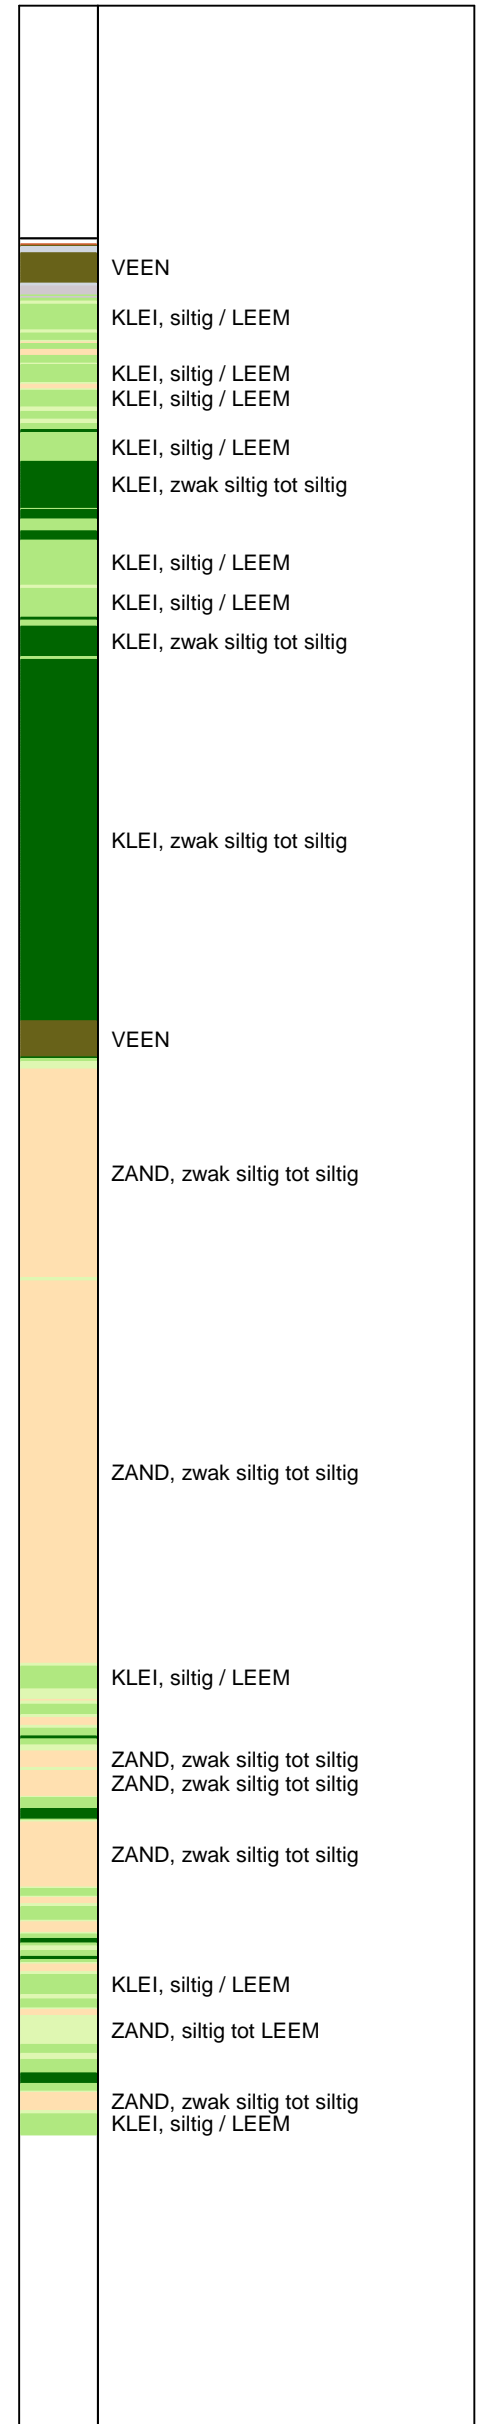 VEEN
KLEI, siltig / LEEM
KLEI, siltig / LEEM
KLEI, siltig / LEEM
KLEI, siltig / LEEM
KLEI, zwak siltig tot siltig
KLEI, siltig / LEEM
KLEI, siltig / LEEM
KLEI, zwak siltig tot siltig
KLEI, zwak siltig tot siltig
VEEN
ZAND, zwak siltig tot siltig
ZAND, zwak siltig tot siltig
KLEI, siltig / LEEM
ZAND, zwak siltig tot siltig
ZAND, zwak siltig tot siltig
ZAND, zwak siltig tot siltig
KLEI, siltig / LEEM
ZAND, siltig tot LEEM
ZAND, zwak siltig tot siltig
KLEI, siltig / LEEM